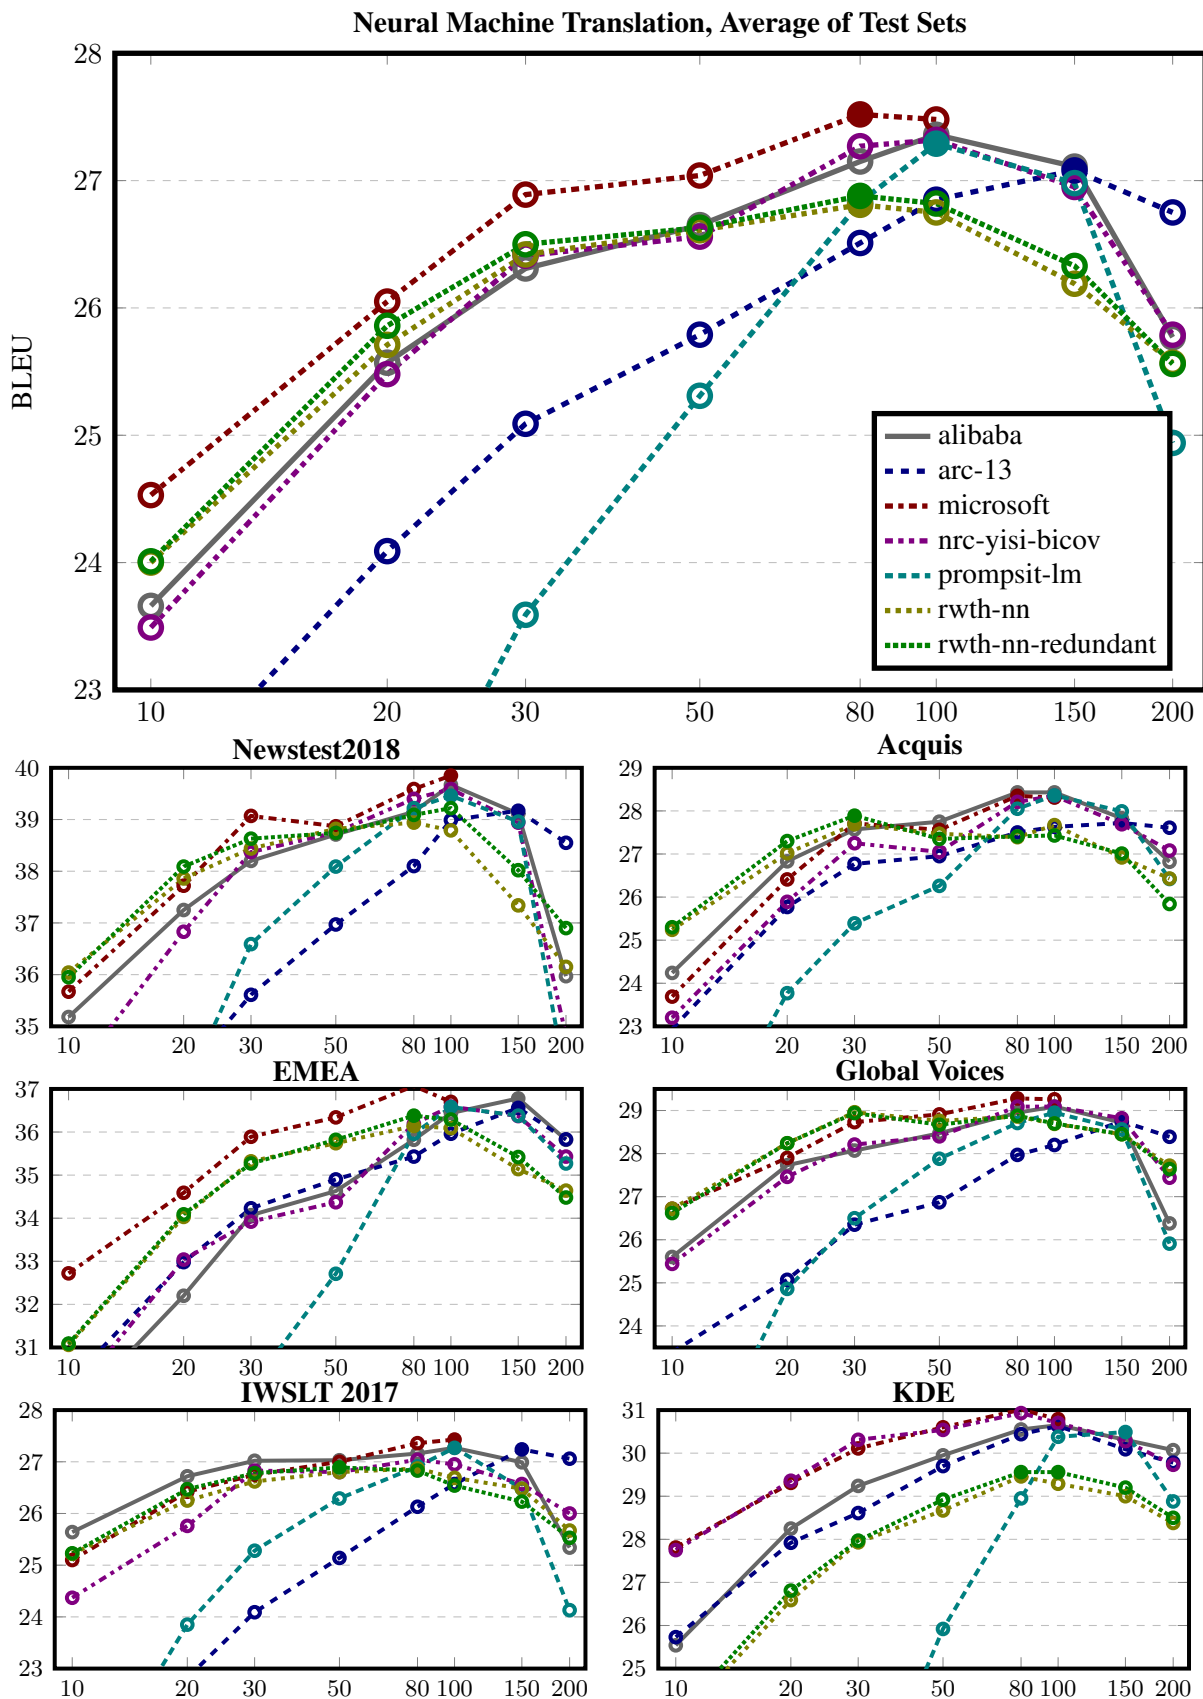 Neural Machine Translation, Average of Test Sets
28
27
26
25
24
23
BLEU
alibaba
arc-13
microsoft
nrc-yisi-bicov
prompsit-lm
rwth-nn
rwth-nn-redundant
10 20 30 50 80 100 150 200
Newstest2018
40
39
38
37
36
35
10 20 30 50 80 100 150 200
Acquis
29
28
27
26
25
24
23
10 20 30 50 80 100 150 200
EMEA
37
36
35
34
33
32
31
10 20 30 50 80 100 150 200
Global Voices
29
28
27
26
25
24
10 20 30 50 80 100 150 200
IWSLT 2017
28
27
26
25
24
23
10 20 30 50 80 100 150 200
KDE
31
30
29
28
27
26
25
10 20 30 50 80 100 150 200